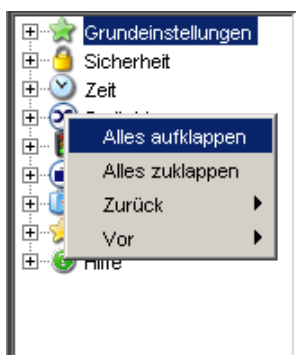 Grundeinstellungen
Sicherheit
Zeit
Alles aufklappen
Alles zuklappen
Zurück
Vor
Hilfe